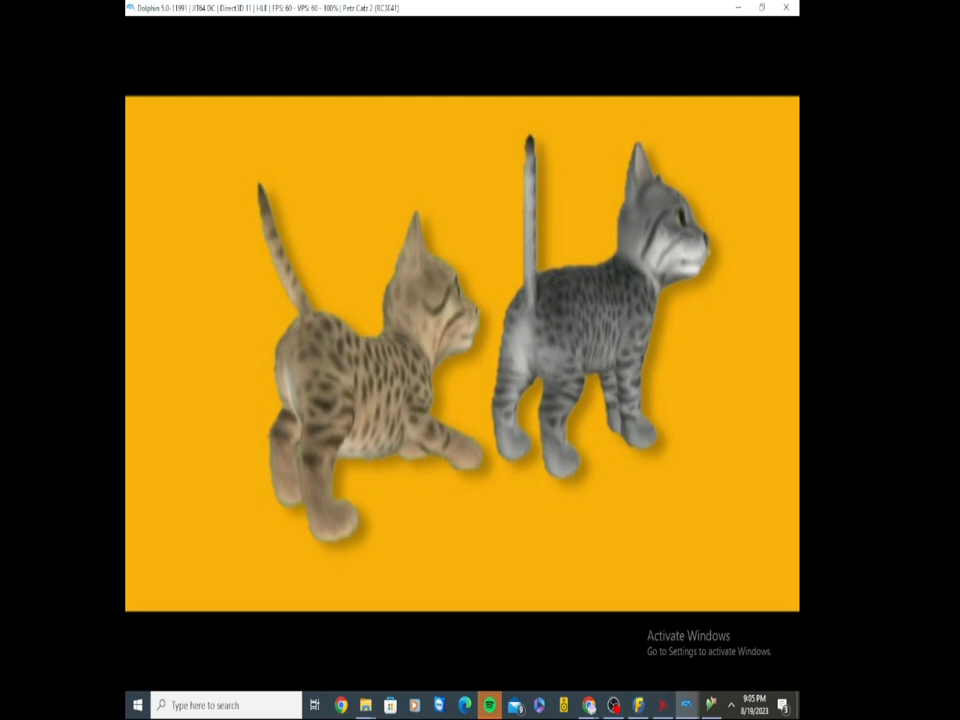 Dolphin 5.0-11991 | JIT64 DC | Direct3D 11 | HLE | FPS: 60 - VPS: 60 - 100% | Petz Catz 2 (RC3E41)
Activate Windows
Go to Settings to activate Windows.
Type here to search
9:05 PM
8/19/2023